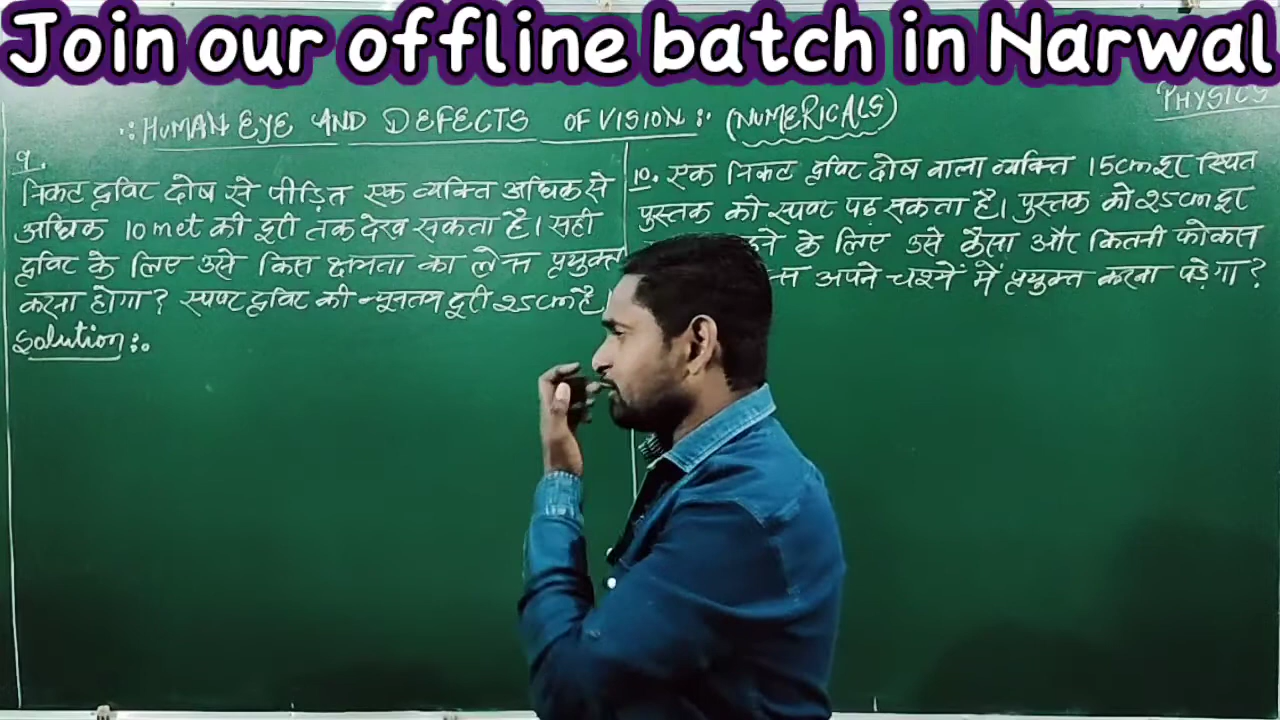 Join our offline batch in Narwal
PHYSICS
∴ HUMAN EYE AND DEFECTS OF VISION :- (NUMERICALS)
9.
निकट दृष्टि दोष से पीड़ित एक व्यक्ति अधिक से
अधिक 10 met की दूरी तक देख सकता है। सही
दृष्टि के लिए उसे किस क्षमता का लेन्स प्रयुक्त
करना होगा? स्पष्ट दृष्टि की न्यूनतम दूरी 25cm है
Solution :-
10. एक निकट दृष्टि दोष वाला व्यक्ति 15cm दूर स्थित
पुस्तक को स्पष्ट पढ़ सकता है। पुस्तक को 25cm दूर
के लिए उसे कैसा और कितनी फोकस
अपने चश्में में प्रयुक्त करना पड़ेगा?